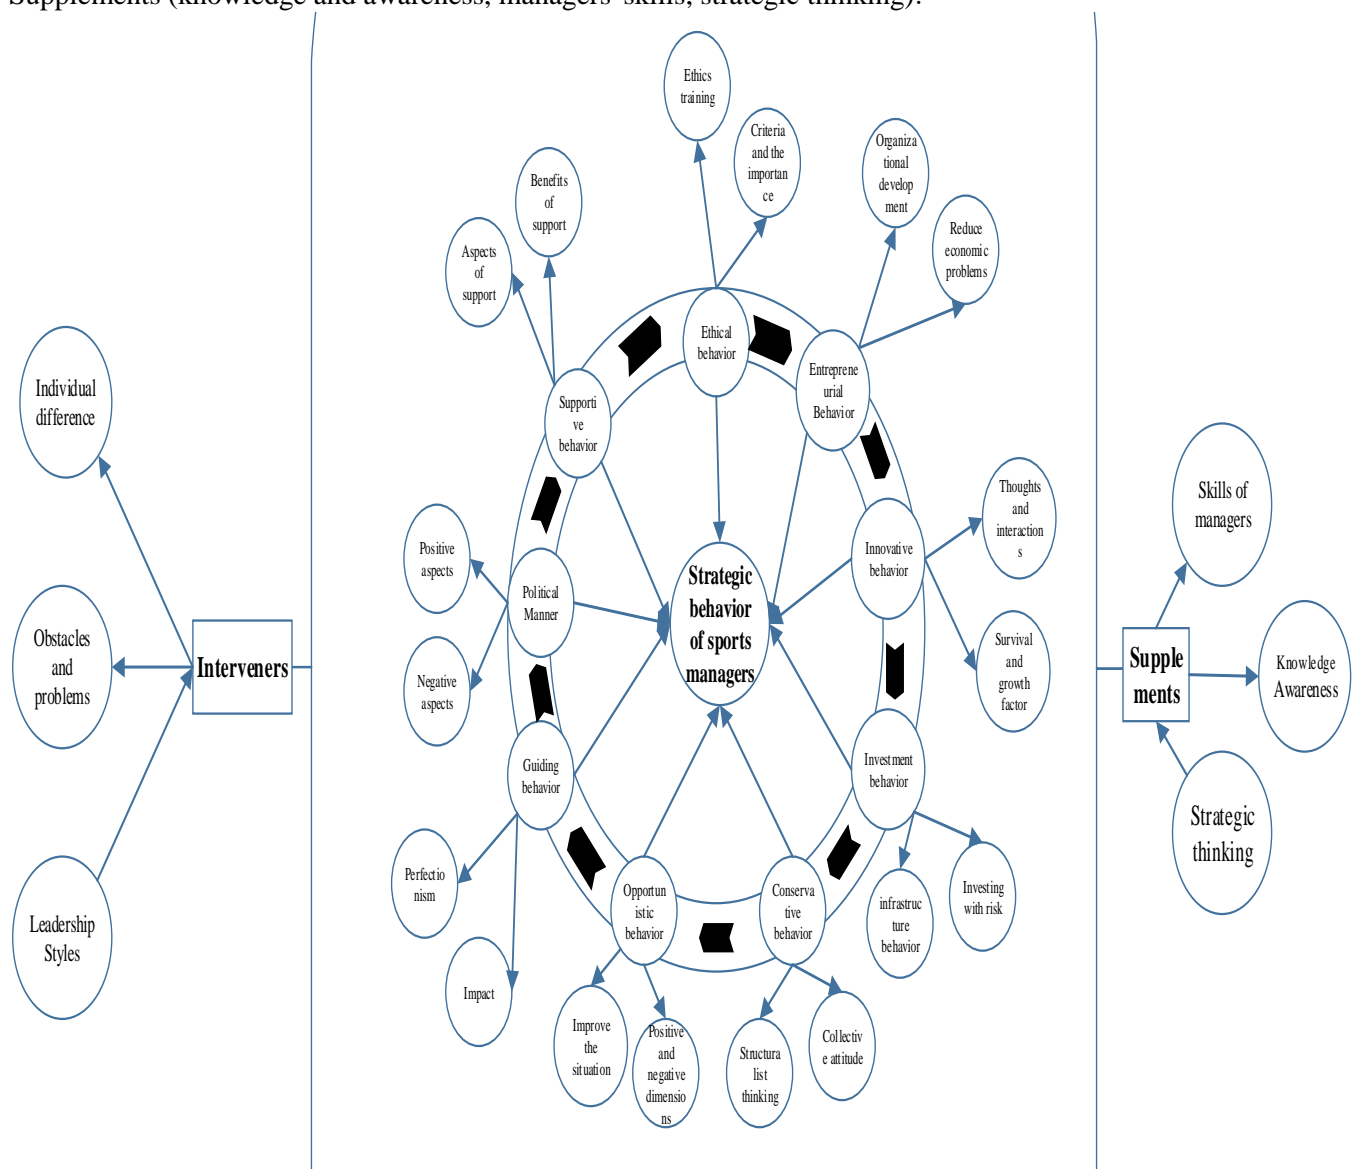 Supplements (knowledge and awareness, managers' skills, strategic thinking).
Ethics
training
Criteria
and the
importan
ce
Organiza
tional
develop
ment
Reduce
economic
problems
Benefits
of
support
Aspects
of
support
Ethical
behavior
Entreprene
urial
Behavior
Supporti
ve
behavior
Individual
difference
Obstacles
and
problems
Leadership
Styles
Interveners
Positive
aspects
Negative
aspects
Political
Manner
Strategic
behavior
of sports
managers
Innovative
behavior
Thoughts
and
interaction
s
Survival
and
growth
factor
Guiding
behavior
Investment
behavior
Perfectio
nism
Impact
Opportun
istic
behavior
Conserva
tive
behavior
infrastruc
ture
behavior
Investing
with risk
Improve
the
situation
Positive
and
negative
dimensio
ns
Structura
list
thinking
Collectiv
e attitude
Supple
ments
Skills of
managers
Knowledge
Awareness
Strategic
thinking